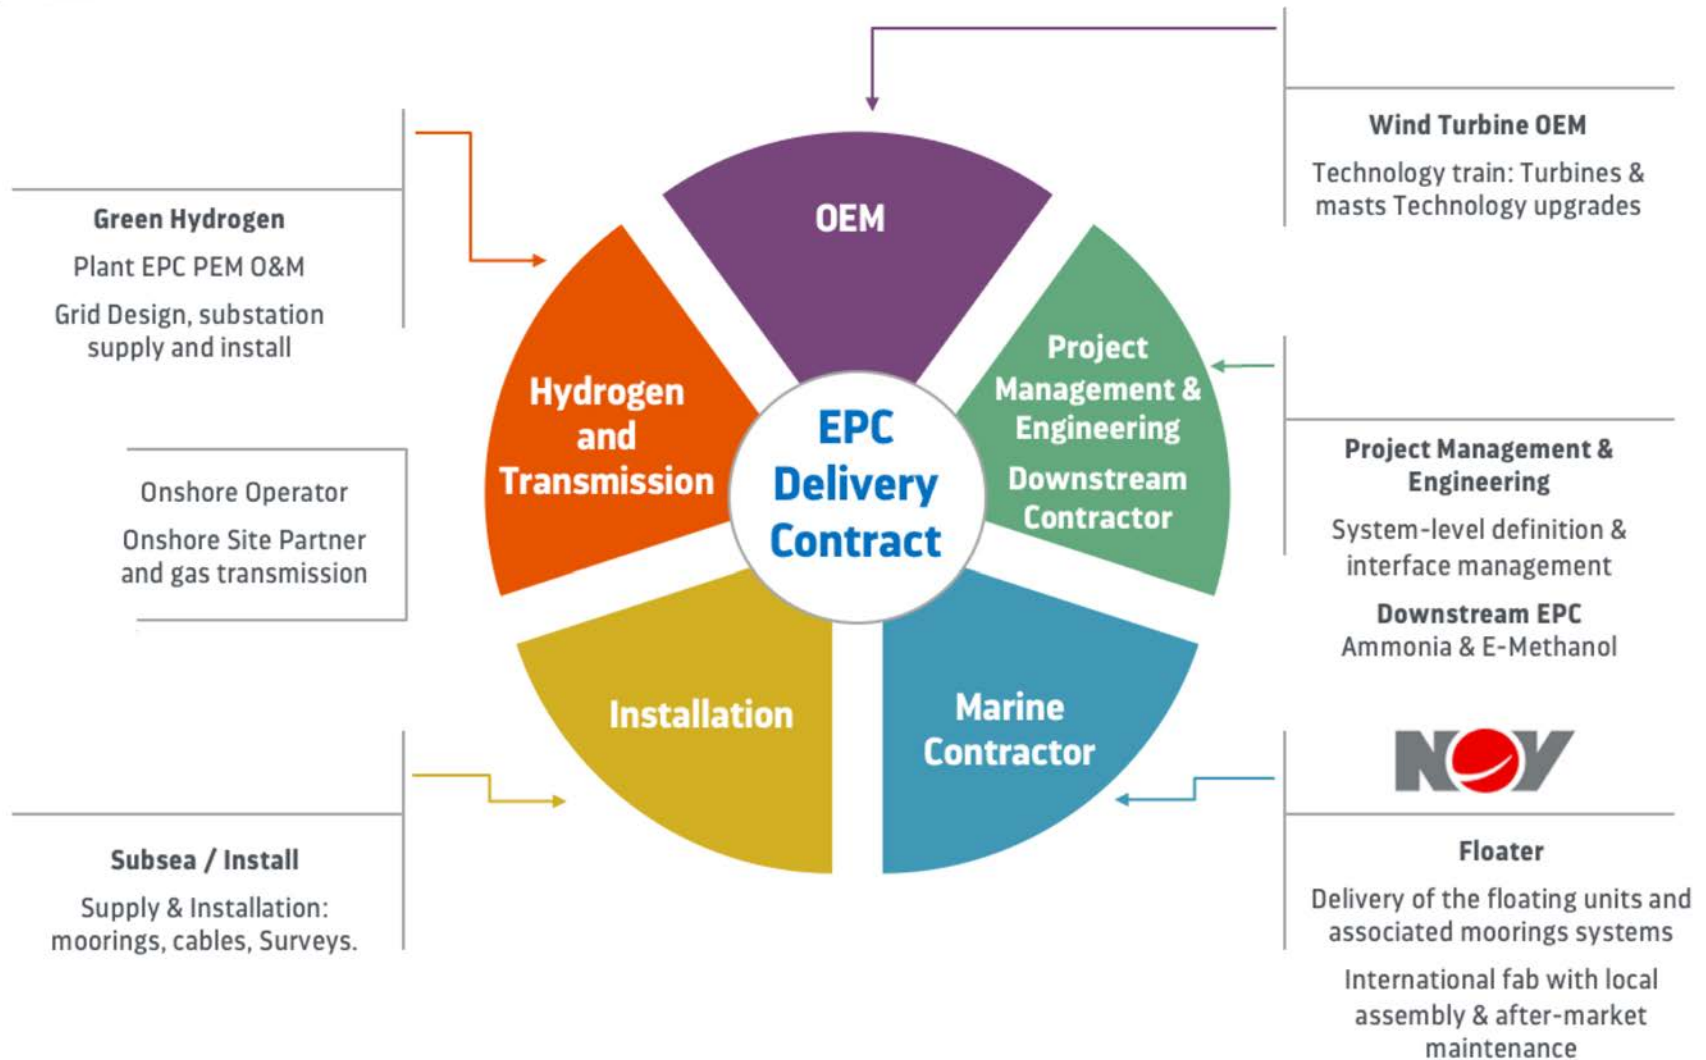 OEM
Project
Management &
Engineering
Downstream
Contractor
Marine
Contractor
Installation
Hydrogen
and
Transmission
EPC
Delivery
Contract
Wind Turbine OEM
Technology train: Turbines &
masts Technology upgrades
Project Management &
Engineering
System-level definition &
interface management
Downstream EPC
Ammonia & E-Methanol
NOV
Floater
Delivery of the floating units and
associated moorings systems
International fab with local
assembly & after-market
maintenance
Green Hydrogen
Plant EPC PEM O&M
Grid Design, substation
supply and install
Onshore Operator
Onshore Site Partner
and gas transmission
Subsea / Install
Supply & Installation:
moorings, cables, Surveys.